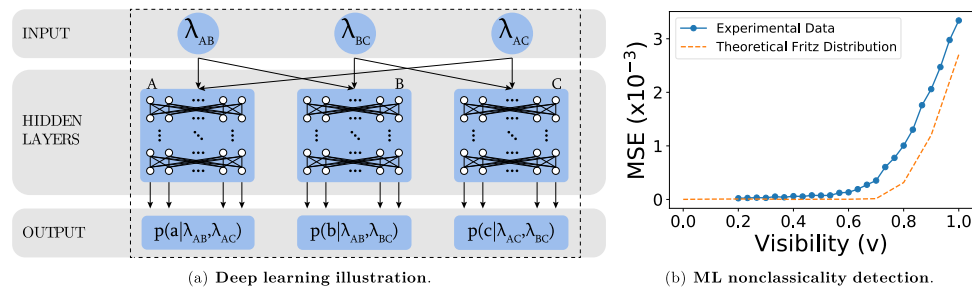 INPUT
λAB
λBC
λAC
HIDDEN
LAYERS
A
B
C
OUTPUT
p(a|λAB,λAC)
p(b|λAB,λBC)
p(c|λAC,λBC)
(a) Deep learning illustration.
MSE (x10−3)
3
2
1
0
Experimental Data
Theoretical Fritz Distribution
0.0 0.2 0.4 0.6 0.8 1.0
Visibility (v)
(b) ML nonclassicality detection.